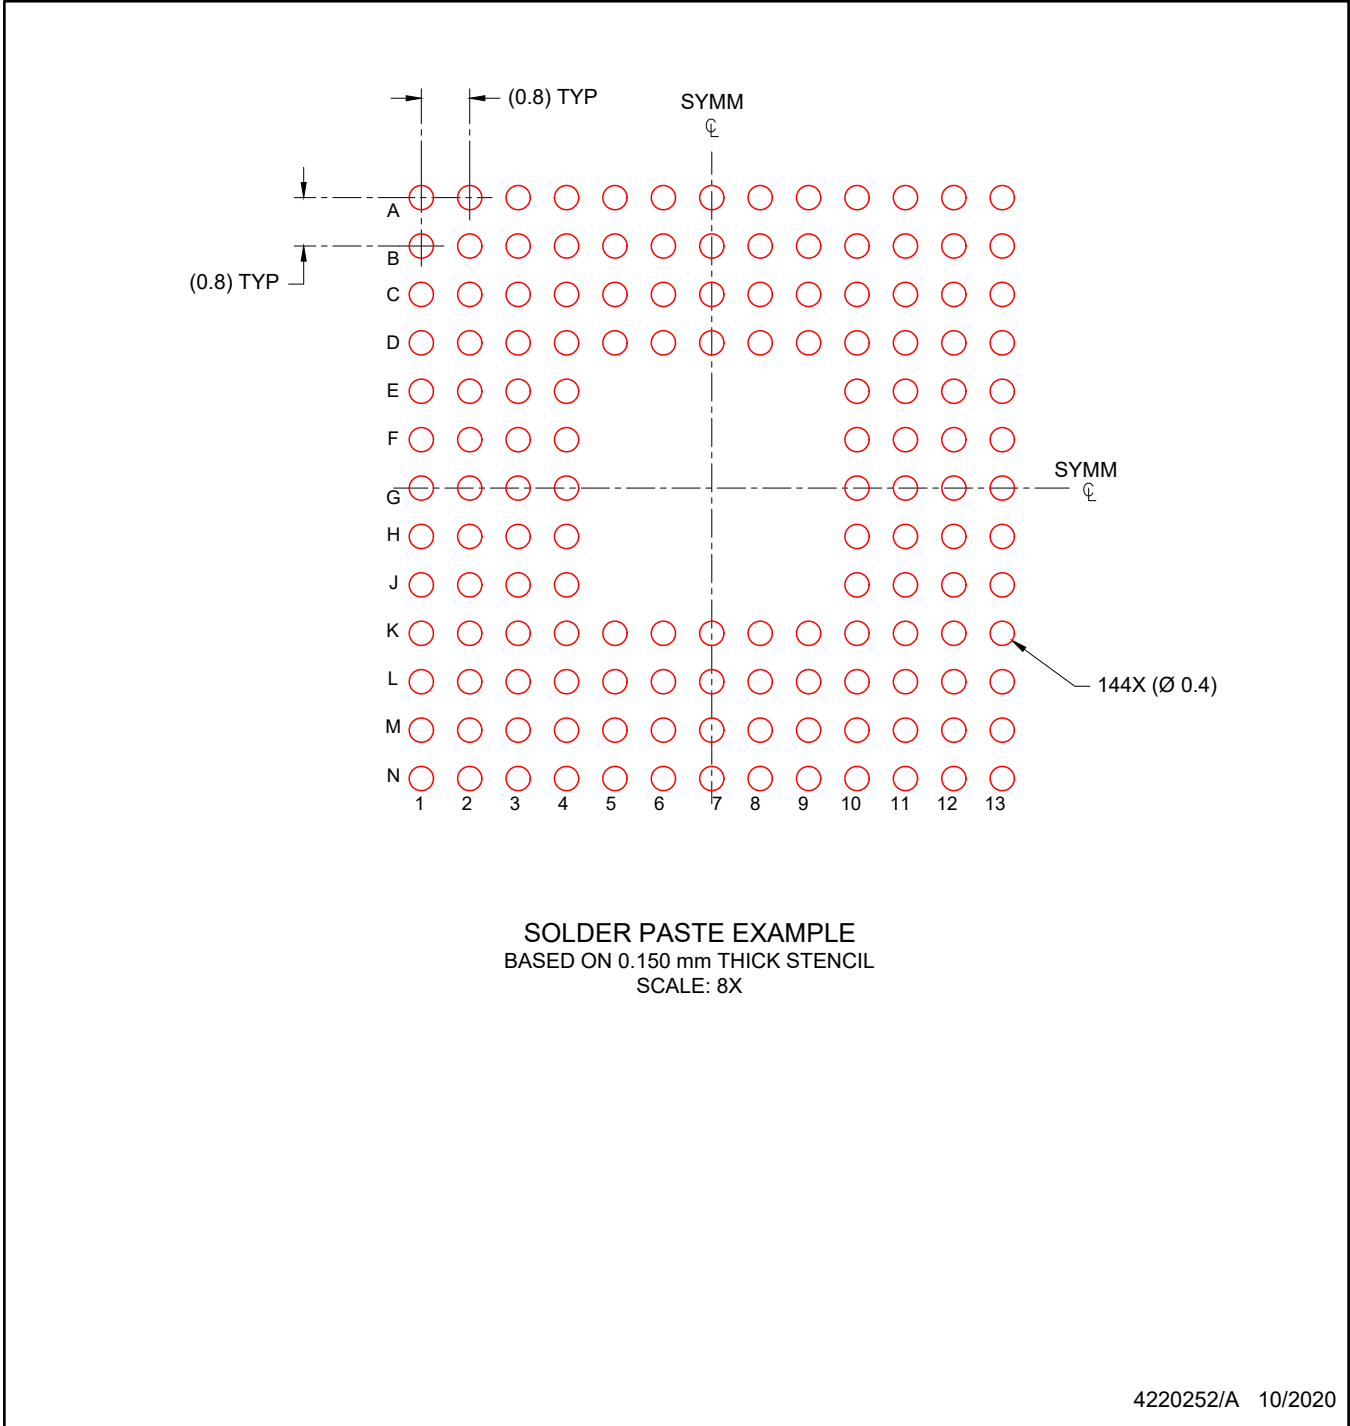 (0.8) TYP
SYMM
℄
A
B
(0.8) TYP
C
D
E
F
SYMM
℄
G
H
J
K
L
144X (Ø 0.4)
M
N
1 2 3 4 5 6 7 8 9 10 11 12 13
SOLDER PASTE EXAMPLE
BASED ON 0.150 mm THICK STENCIL
SCALE: 8X
4220252/A 10/2020